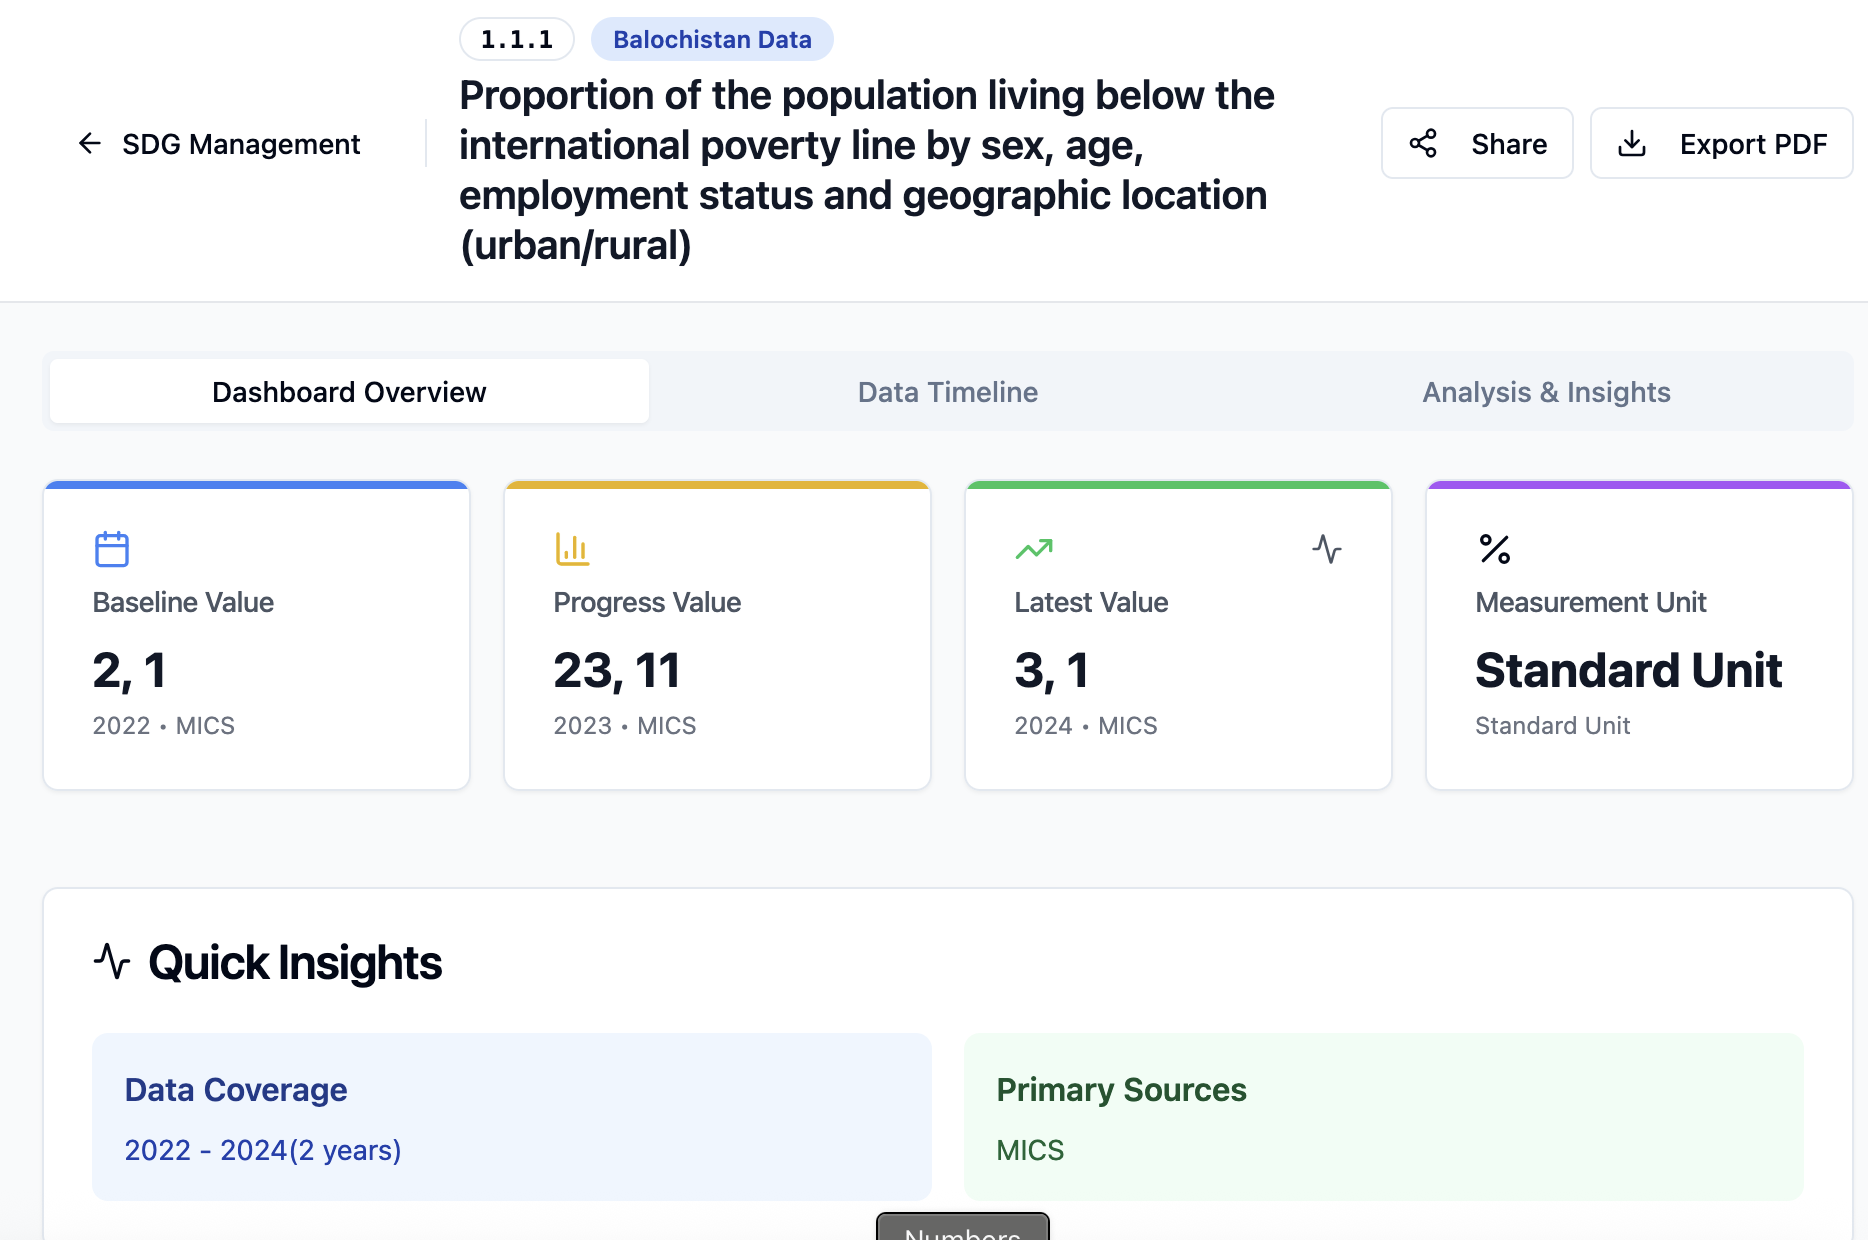 1.1.1
Balochistan Data
← SDG Management
Proportion of the population living below the
international poverty line by sex, age,
employment status and geographic location
(urban/rural)
Share
Export PDF
Dashboard Overview
Data Timeline
Analysis & Insights
Baseline Value
2, 1
2022 • MICS
Progress Value
23, 11
2023 • MICS
Latest Value
3, 1
2024 • MICS
%
Measurement Unit
Standard Unit
Standard Unit
Quick Insights
Data Coverage
2022 - 2024(2 years)
Primary Sources
MICS
Numbers